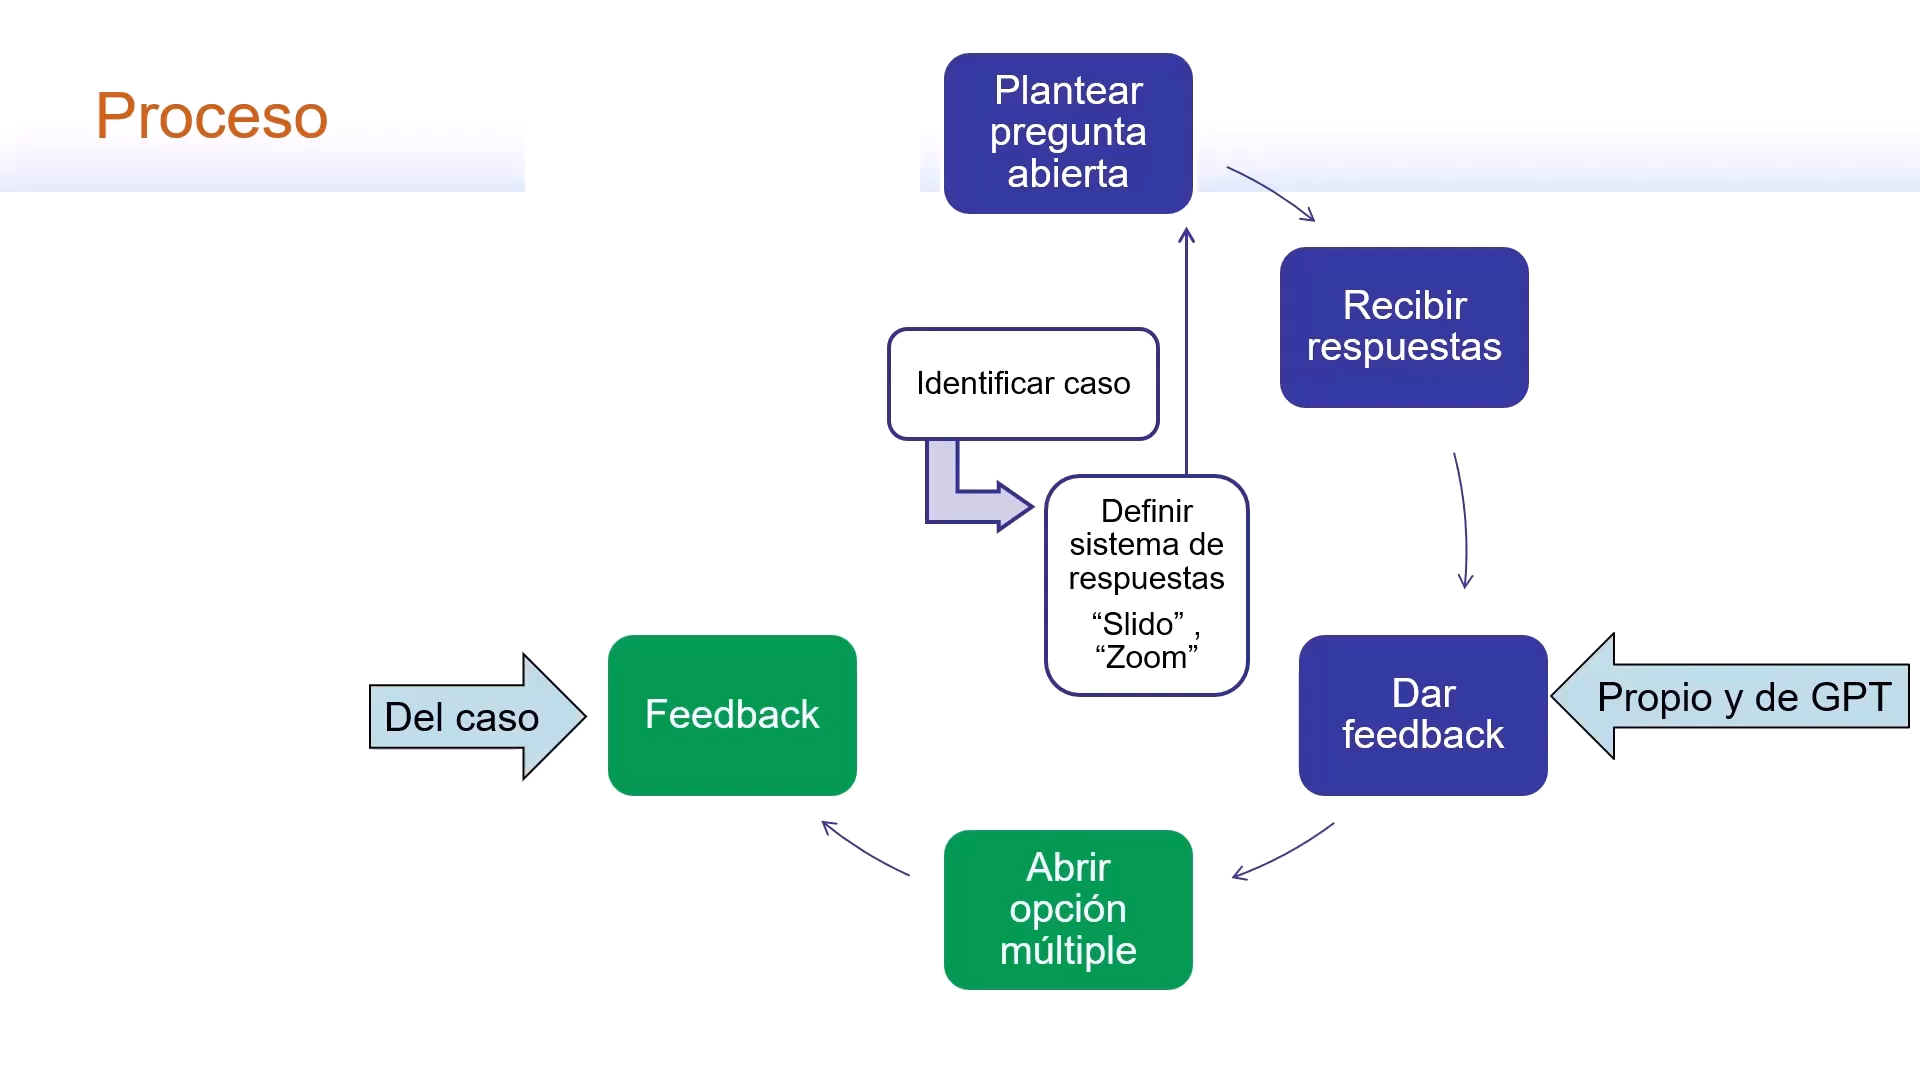 Proceso
Plantear
pregunta
abierta
Recibir
respuestas
Identificar caso
Definir
sistema de
respuestas
“Slido” ,
“Zoom”
Del caso
Feedback
Dar
feedback
Propio y de GPT
Abrir
opción
múltiple